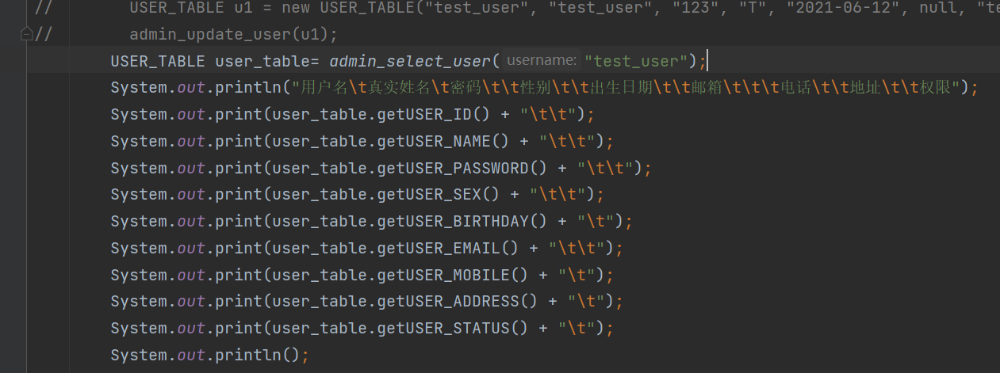 //        USER_TABLE u1 = new USER_TABLE("test_user", "test_user", "123", "T", "2021-06-12", null, "te
//        admin_update_user(u1);
USER_TABLE user_table= admin_select_user( username: "test_user");
System.out.println("用户名\t真实姓名\t密码\t\t性别\t\t出生日期\t\t邮箱\t\t\t电话\t\t地址\t\t权限");
System.out.print(user_table.getUSER_ID() + "\t\t");
System.out.print(user_table.getUSER_NAME() + "\t\t");
System.out.print(user_table.getUSER_PASSWORD() + "\t\t");
System.out.print(user_table.getUSER_SEX() + "\t\t");
System.out.print(user_table.getUSER_BIRTHDAY() + "\t");
System.out.print(user_table.getUSER_EMAIL() + "\t\t");
System.out.print(user_table.getUSER_MOBILE() + "\t");
System.out.print(user_table.getUSER_ADDRESS() + "\t");
System.out.print(user_table.getUSER_STATUS() + "\t");
System.out.println();